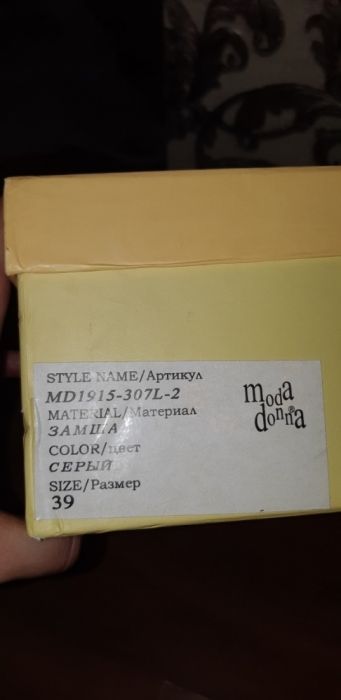 STYLE NAME/Артикул
MD1915-307L-2
MATERIAL/Материал
ЗАМША
COLOR/цвет
СЕРЫЙ
SIZE/Размер
39
moda
donna